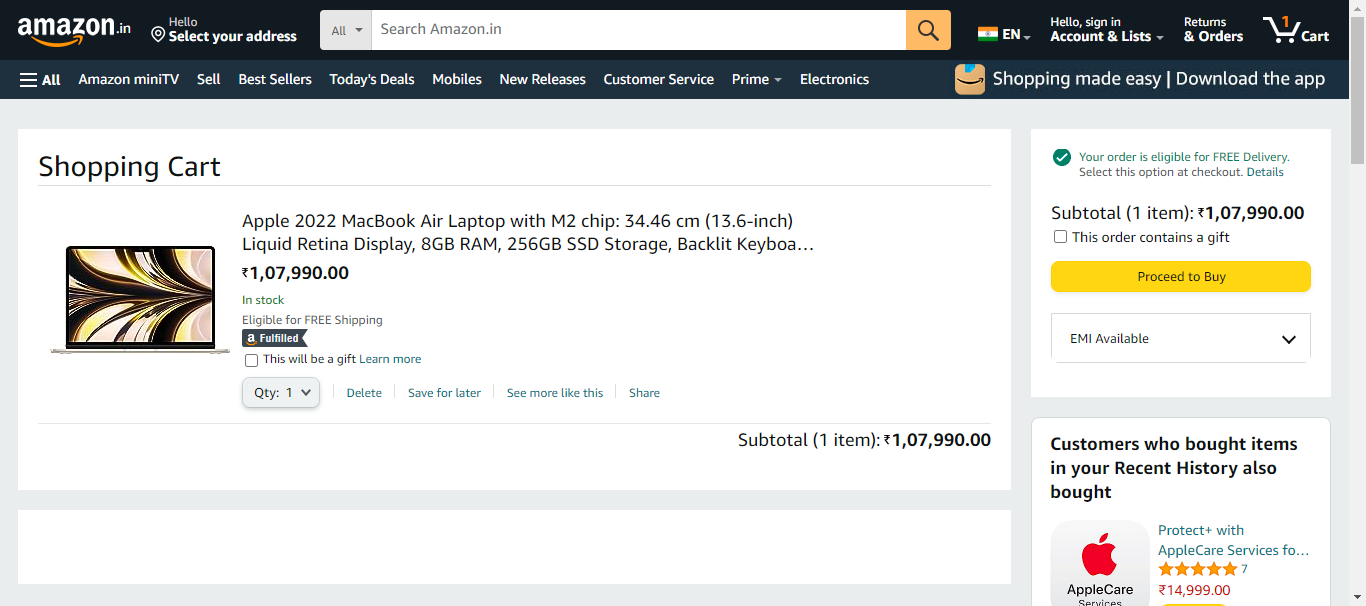 amazon.in
Hello
Select your address
All
Search Amazon.in
EN
Hello, sign in
Account & Lists
Returns
& Orders
1
Cart
All
Amazon miniTV
Sell
Best Sellers
Today's Deals
Mobiles
New Releases
Customer Service
Prime
Electronics
Shopping made easy | Download the app
Shopping Cart
Apple 2022 MacBook Air Laptop with M2 chip: 34.46 cm (13.6-inch)
Liquid Retina Display, 8GB RAM, 256GB SSD Storage, Backlit Keyboa…
₹1,07,990.00
In stock
Eligible for FREE Shipping
a Fulfilled
This will be a gift Learn more
Qty: 1
Delete
Save for later
See more like this
Share
Subtotal (1 item): ₹1,07,990.00
Your order is eligible for FREE Delivery.
Select this option at checkout. Details
Subtotal (1 item): ₹1,07,990.00
This order contains a gift
Proceed to Buy
EMI Available
Customers who bought items
in your Recent History also
bought
AppleCare
Services
Protect+ with
AppleCare Services fo…
7
₹14,999.00